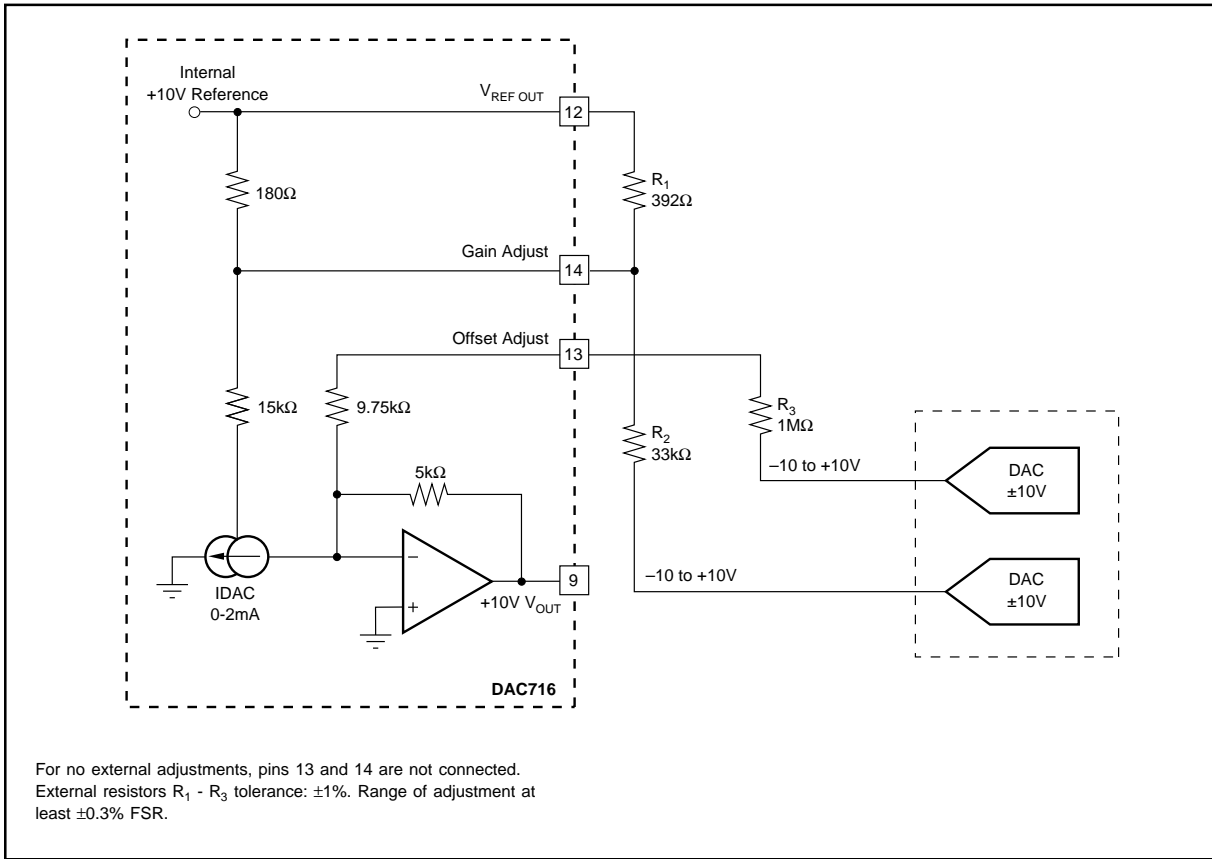 Internal
+10V Reference
V_REF OUT
12
180Ω
R₁
392Ω
Gain Adjust
14
Offset Adjust
13
15kΩ
9.75kΩ
R₃
1MΩ
R₂
33kΩ
–10 to +10V
DAC
±10V
5kΩ
IDAC
0-2mA
–
+
+10V V_OUT
9
–10 to +10V
DAC
±10V
DAC716
For no external adjustments, pins 13 and 14 are not connected.
External resistors R₁ - R₃ tolerance: ±1%. Range of adjustment at
least ±0.3% FSR.